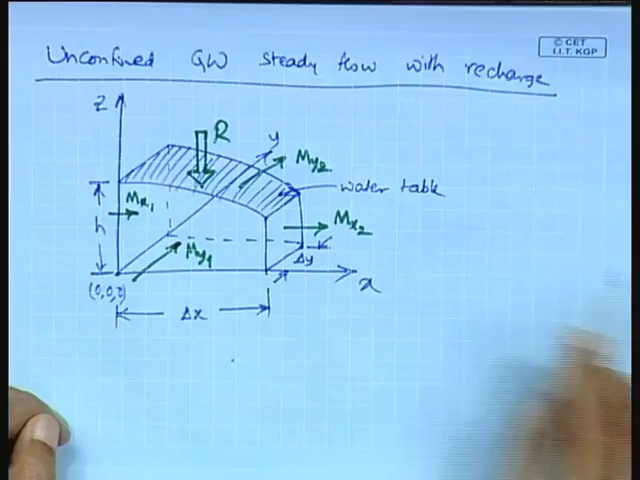 © CET
I.I.T. KGP
Unconfined GW steady flow with recharge
Z
R
y
My2
water table
Mx1
h
Mx2
My1
Δy
(0,0,0)
x
Δx